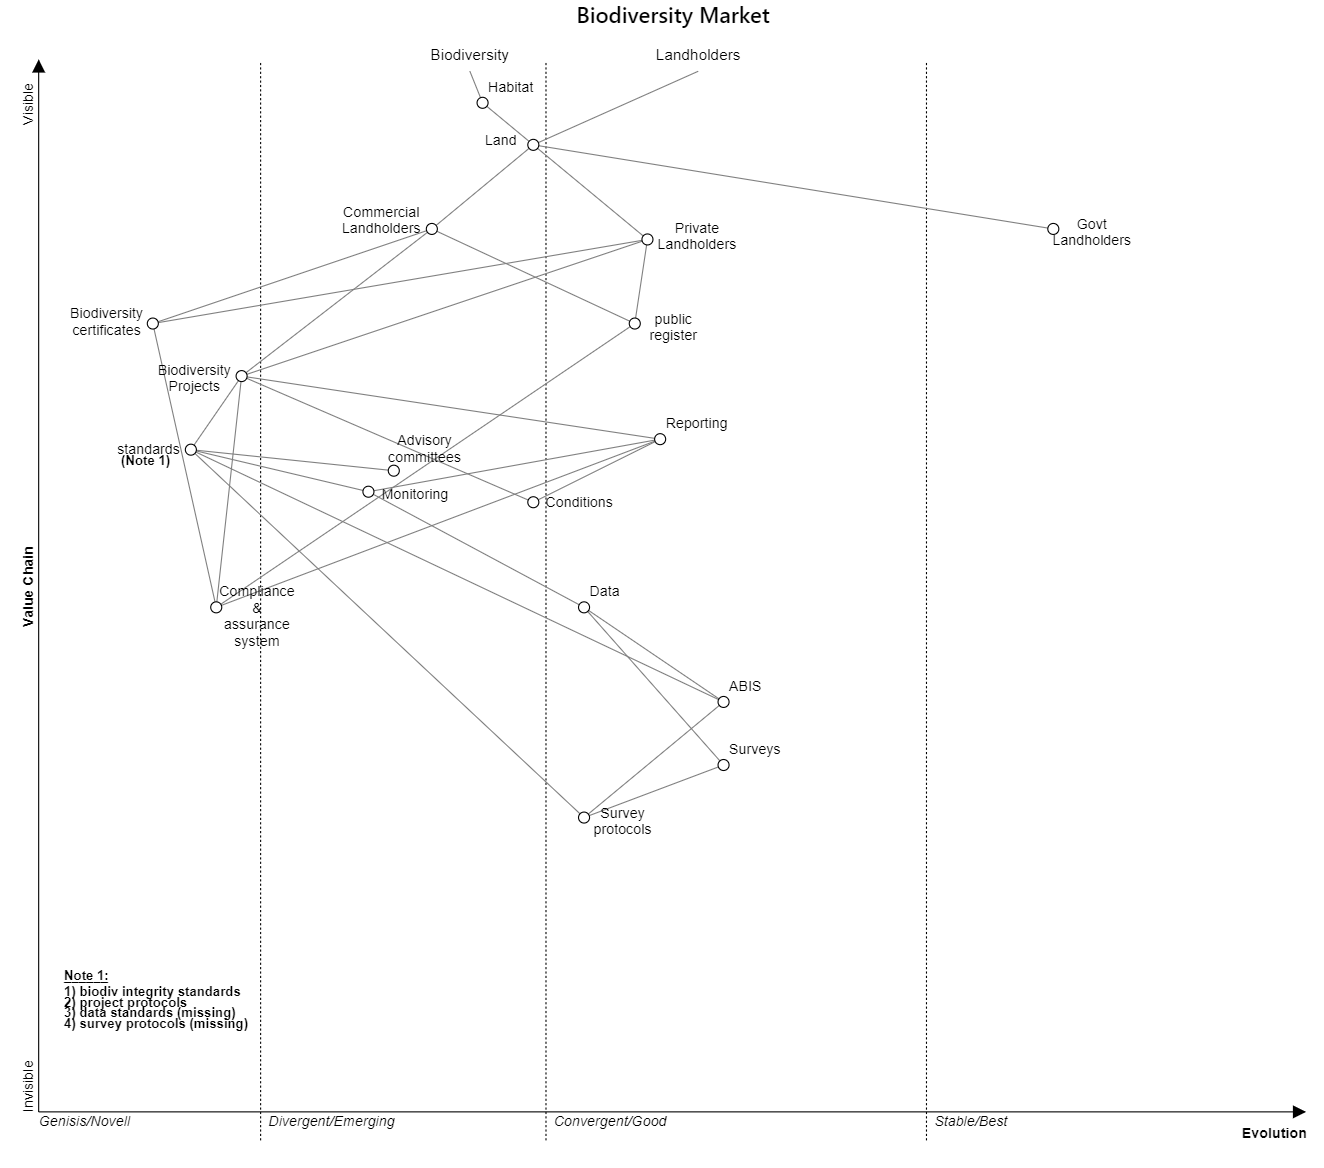 Biodiversity Market
Biodiversity
Landholders
Visible
Habitat
Land
Commercial
Landholders
Private
Landholders
Govt
Landholders
Biodiversity
certificates
public
register
Biodiversity
Projects
Reporting
standards
(Note 1)
Advisory
committees
Monitoring
Conditions
Value Chain
Compliance
&
assurance
system
Data
ABIS
Surveys
Survey
protocols
Note 1:
1) biodiv integrity standards
2) project protocols
3) data standards (missing)
4) survey protocols (missing)
Invisible
Genisis/Novell
Divergent/Emerging
Convergent/Good
Stable/Best
Evolution